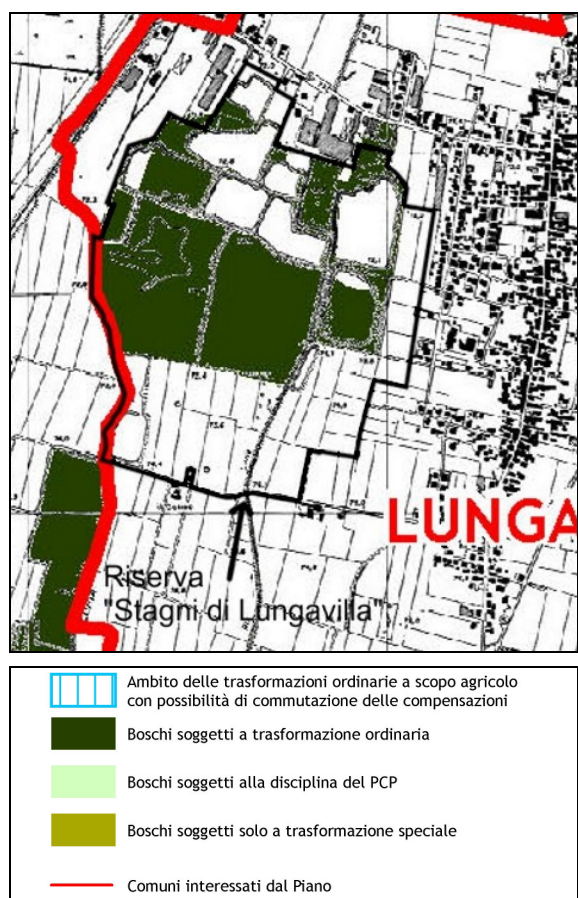 LUNGA
Riserva
"Stagni di Lungavilla"
Ambito delle trasformazioni ordinarie a scopo agricolo
con possibilità di commutazione delle compensazioni
Boschi soggetti a trasformazione ordinaria
Boschi soggetti alla disciplina del PCP
Boschi soggetti solo a trasformazione speciale
Comuni interessati dal Piano